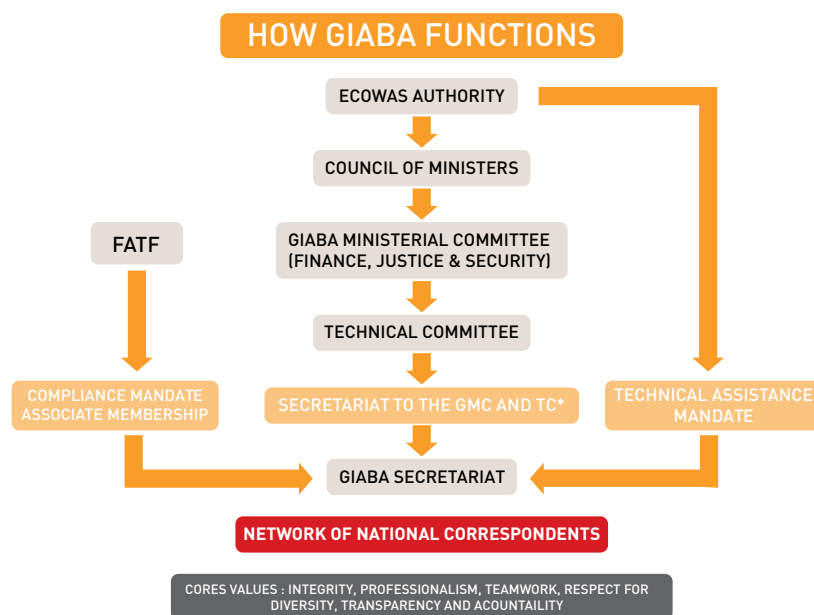 HOW GIABA FUNCTIONS
ECOWAS AUTHORITY
COUNCIL OF MINISTERS
FATF
GIABA MINISTERIAL COMMITTEE
(FINANCE, JUSTICE & SECURITY)
TECHNICAL COMMITTEE
COMPLIANCE MANDATE
ASSOCIATE MEMBERSHIP
SECRETARIAT TO THE GMC AND TC*
TECHNICAL ASSISTANCE
MANDATE
GIABA SECRETARIAT
NETWORK OF NATIONAL CORRESPONDENTS
CORES VALUES : INTEGRITY, PROFESSIONALISM, TEAMWORK, RESPECT FOR
DIVERSITY, TRANSPARENCY AND ACOUNTAILITY